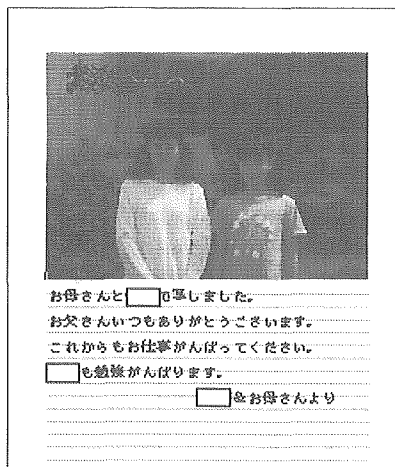 お母さんと で写しました。
お父さんいつもありがとうございます。
これからもお仕事がんばってください。
も勉強がんばります。
&お母さんより